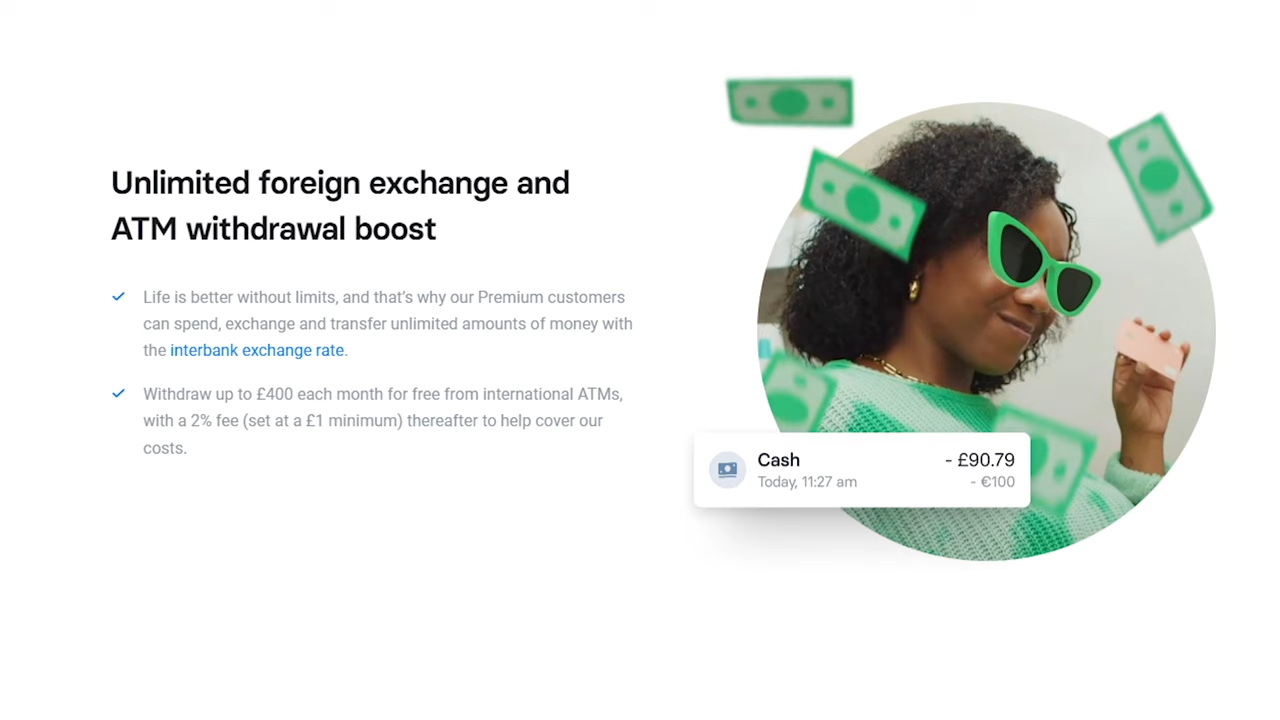 Unlimited foreign exchange and
ATM withdrawal boost
Life is better without limits, and that's why our Premium customers
can spend, exchange and transfer unlimited amounts of money with
the interbank exchange rate.
Withdraw up to £400 each month for free from international ATMs,
with a 2% fee (set at a £1 minimum) thereafter to help cover our
costs.
Cash - £90.79
Today, 11:27 am - €100